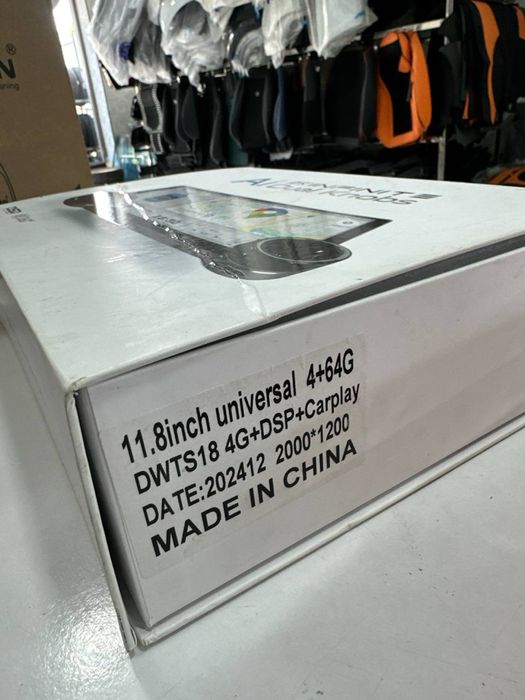 11.8inch universal 4+64G
DWTS18 4G+DSP+Carplay
DATE:202412 2000*1200
MADE IN CHINA